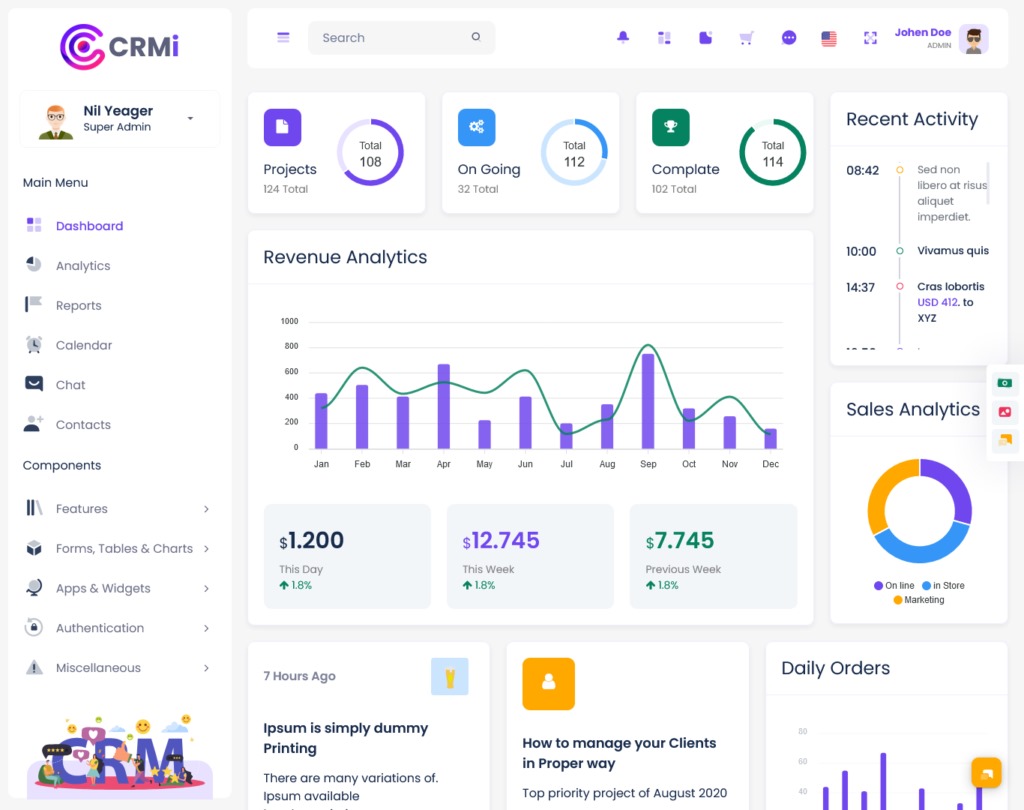 CRMi
Nil Yeager
Super Admin
Main Menu
Dashboard
Analytics
Reports
Calendar
Chat
Contacts
Components
Features
Forms, Tables & Charts
Apps & Widgets
Authentication
Miscellaneous
CRM
Search
Johen Doe
ADMIN
Projects
124 Total
Total
108
On Going
32 Total
Total
112
Complate
102 Total
Total
114
Revenue Analytics
1000
800
600
400
200
0
Jan Feb Mar Apr May Jun Jul Aug Sep Oct Nov Dec
$1.200
This Day
1.8%
$12.745
This Week
1.8%
$7.745
Previous Week
1.8%
Recent Activity
08:42 Sed non
libero at risus
aliquet
imperdiet.
10:00 Vivamus quis
14:37 Cras lobortis
USD 412. to
XYZ
Sales Analytics
On line in Store
Marketing
7 Hours Ago
Ipsum is simply dummy
Printing
There are many variations of.
Ipsum available
How to manage your Clients
in Proper way
Top priority project of August 2020
Daily Orders
80
60
40